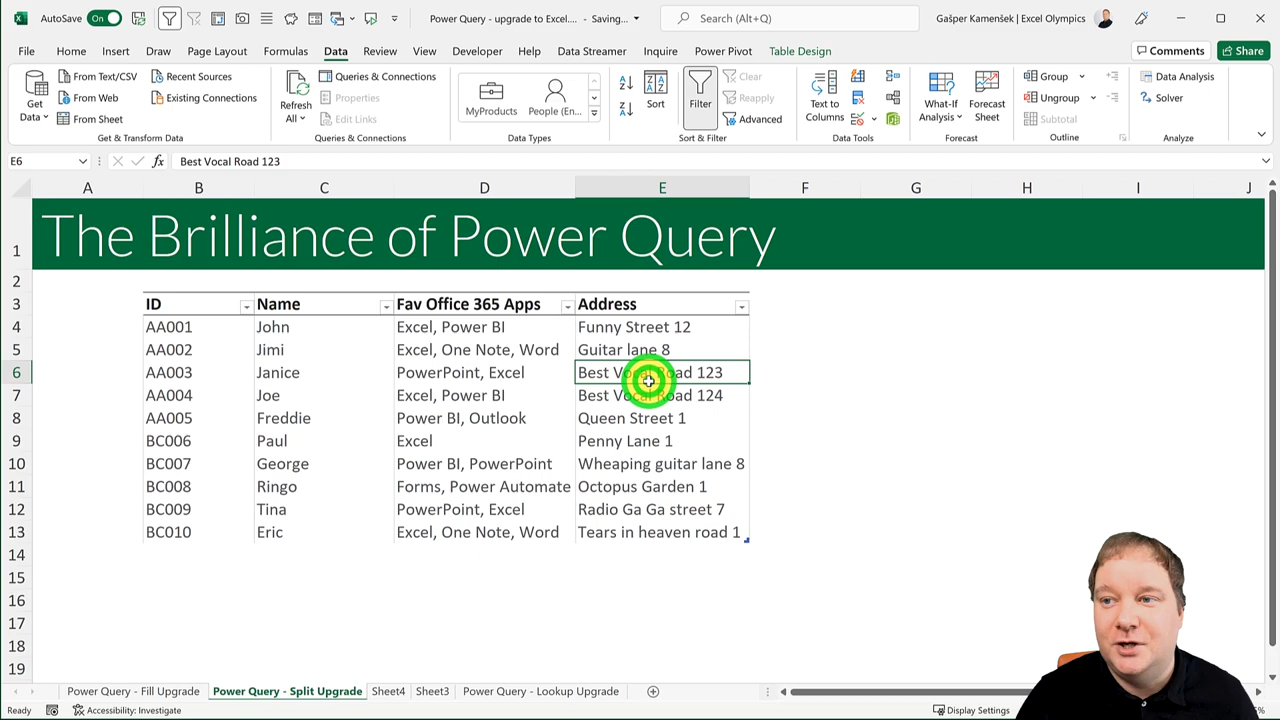 AutoSave On Power Query - upgrade to Excel.... - Saving... Search (Alt+Q) Gašper Kamenšek | Excel Olympics
File Home Insert Draw Page Layout Formulas Data Review View Developer Help Data Streamer Inquire Power Pivot Table Design Comments Share
Get Data
From Text/CSV
From Web
From Sheet
Recent Sources
Existing Connections
Get & Transform Data
Refresh All
Queries & Connections
Properties
Edit Links
Queries & Connections
MyProducts People (En...
Data Types
Sort
Filter
Clear
Reapply
Advanced
Sort & Filter
Text to Columns
Data Tools
What-If Analysis
Forecast Sheet
Forecast
Group
Ungroup
Subtotal
Outline
Data Analysis
Solver
Analyze
E6 fx Best Vocal Road 123
A B C D E F G H I J
1 The Brilliance of Power Query
2
3 ID Name Fav Office 365 Apps Address
4 AA001 John Excel, Power BI Funny Street 12
5 AA002 Jimi Excel, One Note, Word Guitar lane 8
6 AA003 Janice PowerPoint, Excel Best Vocal Road 123
7 AA004 Joe Excel, Power BI Best Vocal Road 124
8 AA005 Freddie Power BI, Outlook Queen Street 1
9 BC006 Paul Excel Penny Lane 1
10 BC007 George Power BI, PowerPoint Wheaping guitar lane 8
11 BC008 Ringo Forms, Power Automate Octopus Garden 1
12 BC009 Tina PowerPoint, Excel Radio Ga Ga street 7
13 BC010 Eric Excel, One Note, Word Tears in heaven road 1
14
15
16
17
18
19
Power Query - Fill Upgrade Power Query - Split Upgrade Sheet4 Sheet3 Power Query - Lookup Upgrade
Ready Accessibility: Investigate Display Settings